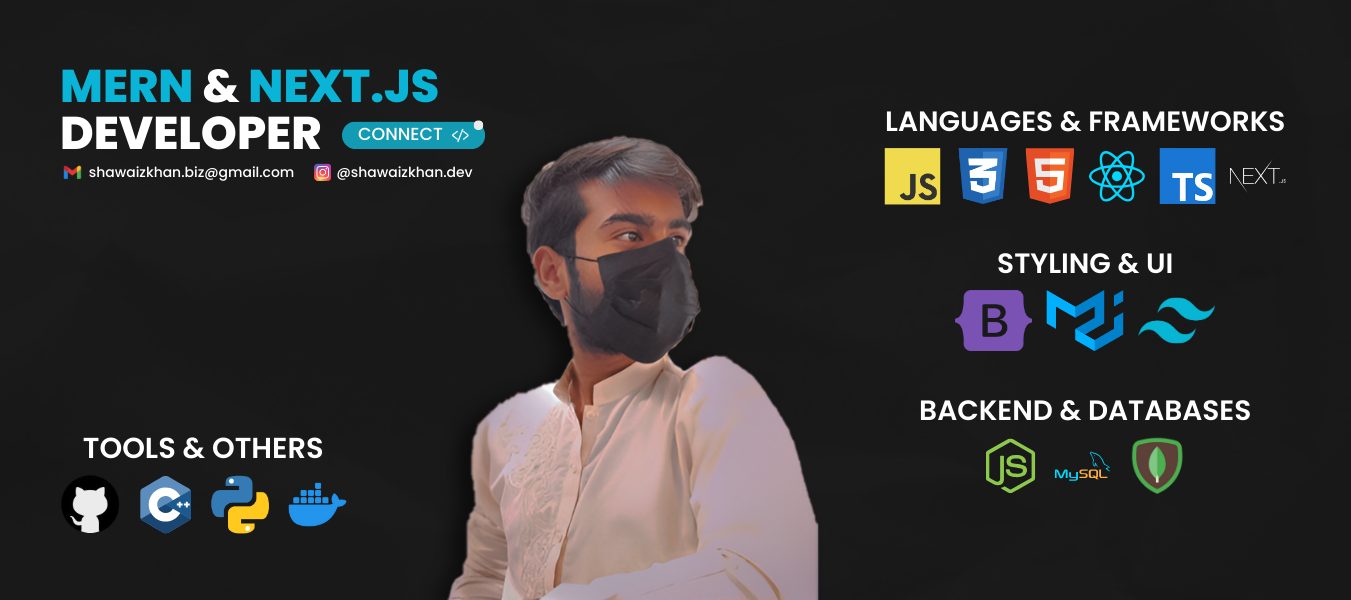 MERN & NEXT.JS
DEVELOPER
CONNECT </>
shawaizkhan.biz@gmail.com
@shawaizkhan.dev
LANGUAGES & FRAMEWORKS
JS
3
5
TS
NEXT.JS
STYLING & UI
B
BACKEND & DATABASES
JS
MySQL
TOOLS & OTHERS
C++